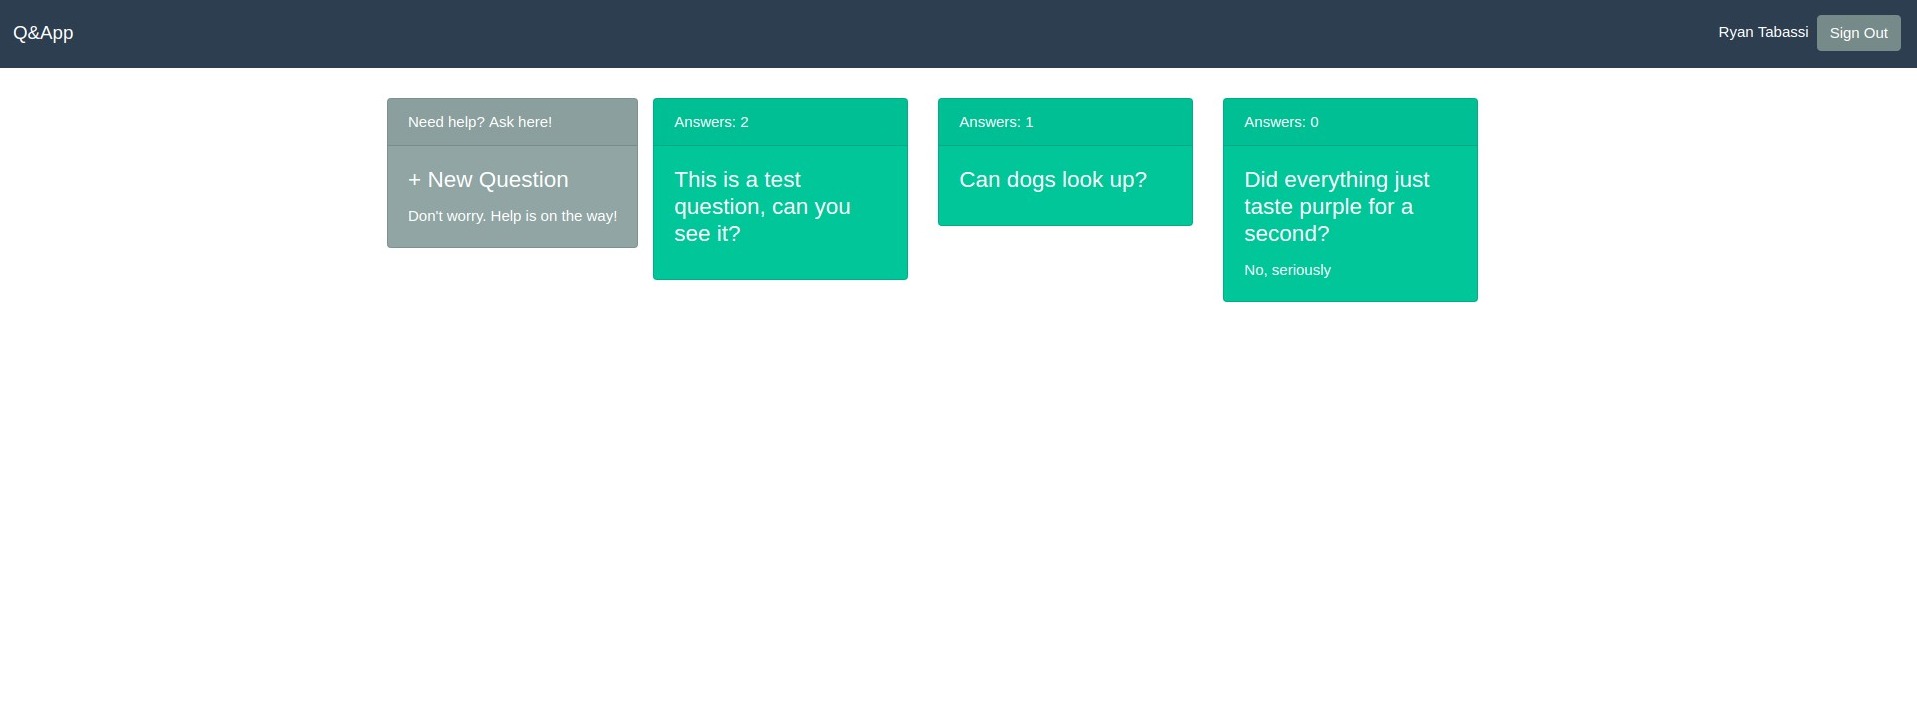 Q&App
Ryan Tabassi
Sign Out
Need help? Ask here!
+ New Question
Don't worry. Help is on the way!
Answers: 2
This is a test
question, can you
see it?
Answers: 1
Can dogs look up?
Answers: 0
Did everything just
taste purple for a
second?
No, seriously